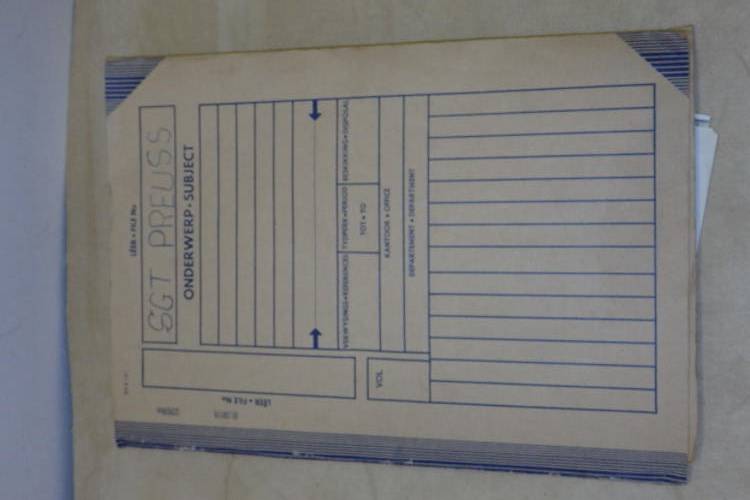 LÊER • FILE No.
SGT PREUSS
ONDERWERP • SUBJECT
VERWYSINGS • REFERENCES
TYDPERK • PERIOD
BESKIKKING • DISPOSAL
TOT • TO
KANTOOR • OFFICE
DEPARTEMENT • DEPARTMENT
LÊER • FILE No.
VOL.